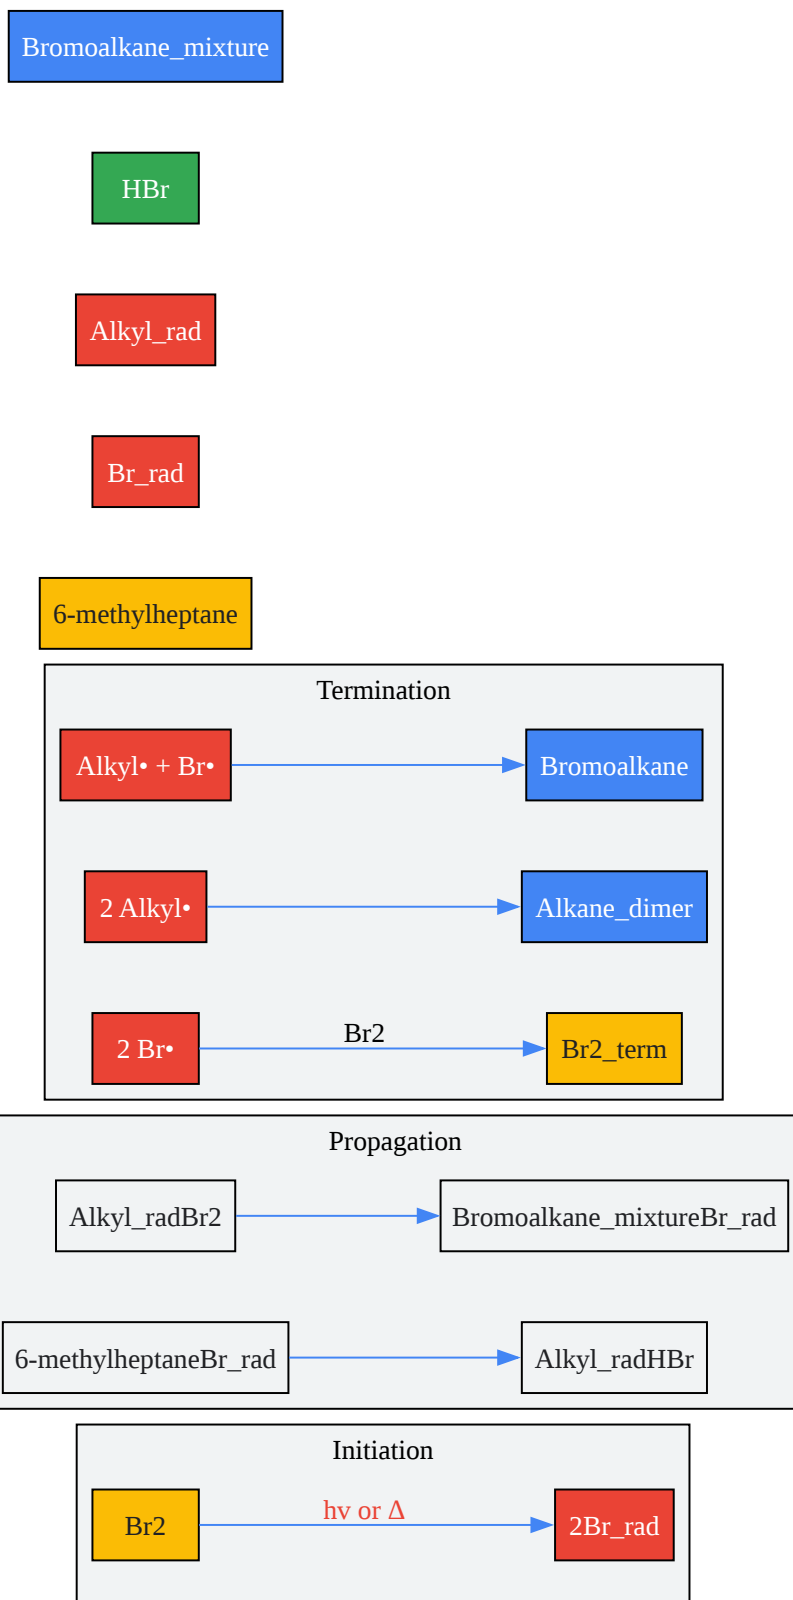 Bromoalkane_mixture
HBr
Alkyl_rad
Br_rad
6-methylheptane
Termination
Alkyl• + Br•
Bromoalkane
2 Alkyl•
Alkane_dimer
2 Br•
Br2
Br2_term
Propagation
Alkyl_radBr2
Bromoalkane_mixtureBr_rad
6-methylheptaneBr_rad
Alkyl_radHBr
Initiation
Br2
hv or Δ
2Br_rad